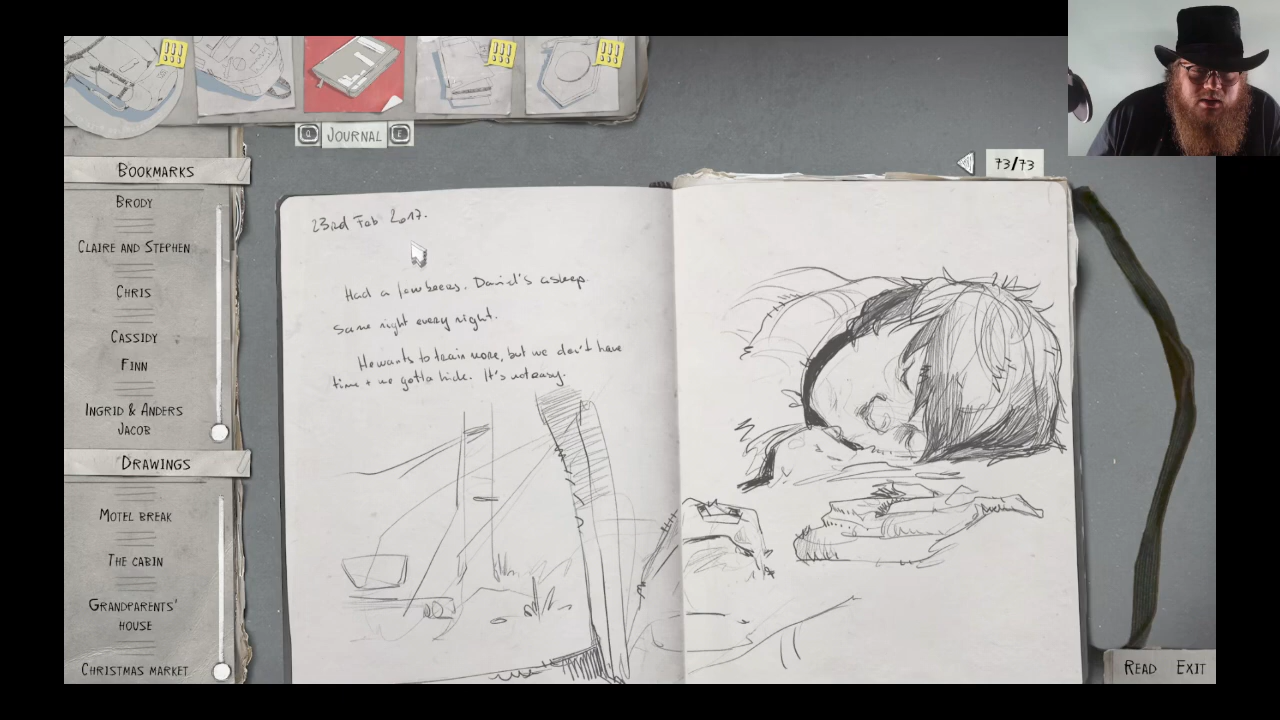 Q JOURNAL E
73/73
BOOKMARKS
BRODY
CLAIRE AND STEPHEN
CHRIS
CASSIDY
FINN
INGRID & ANDERS
JACOB
DRAWINGS
MOTEL BREAK
THE CABIN
GRANDPARENTS'
HOUSE
CHRISTMAS MARKET
23rd Feb 2017.
Had a few beers. Daniel's asleep.
Same night every night.
He wants to train more, but we don't have
time + we gotta hide. It's not easy.
READ EXIT